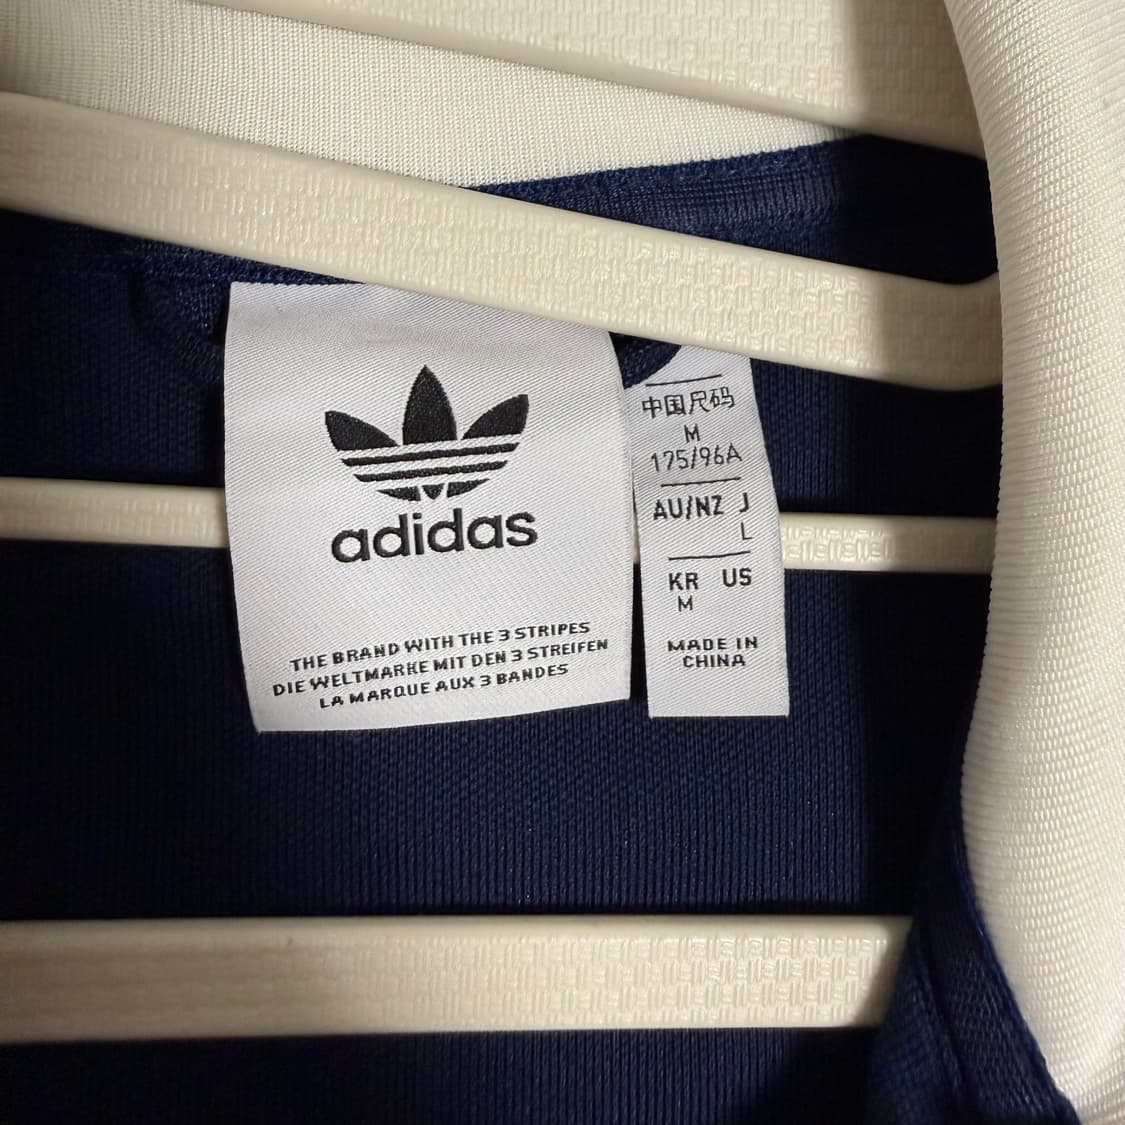 adidas
THE BRAND WITH THE 3 STRIPES
DIE WELTMARKE MIT DEN 3 STREIFEN
LA MARQUE AUX 3 BANDES
中国尺码
M
175/96A
AU/NZ J
L
KR US
M
MADE IN
CHINA